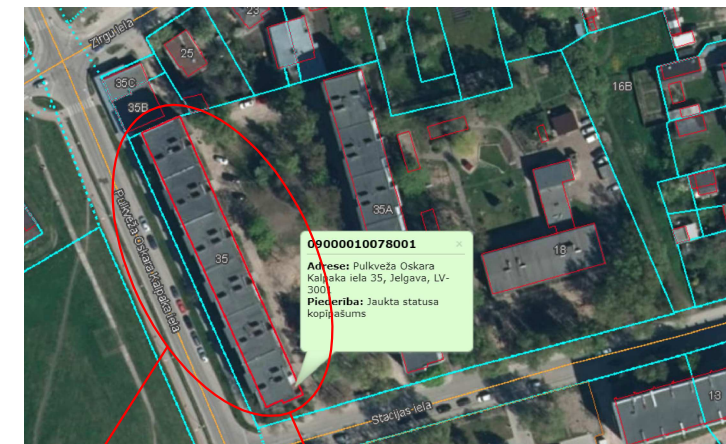 23
Zirgu iela
25
35C
35B
16B
35A
Pulkveža Oskara Kalpaka iela
35
18
09000010078001
×
Adrese: Pulkveža Oskara
Kalpaka iela 35, Jelgava, LV-
3001
Piederība: Jaukta statusa
kopīpašums
Stacijas iela
13